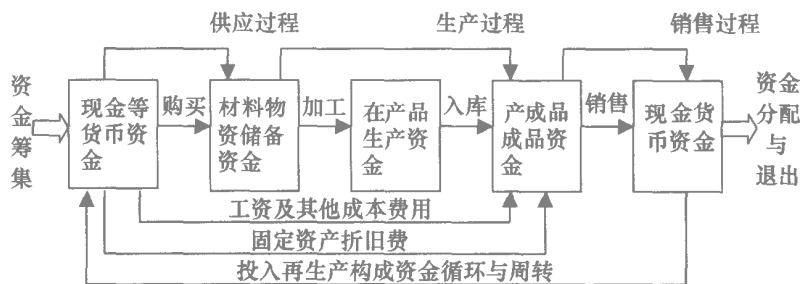 供应过程
生产过程
销售过程
资金筹集
现金等
货币资
金
购买
材料物
资储备
资金
加工
在产品
生产资
金
入库
产成品
成品资
金
销售
现金货
币资金
资金
分配
与
退出
工资及其他成本费用
固定资产折旧费
投入再生产构成资金循环与周转